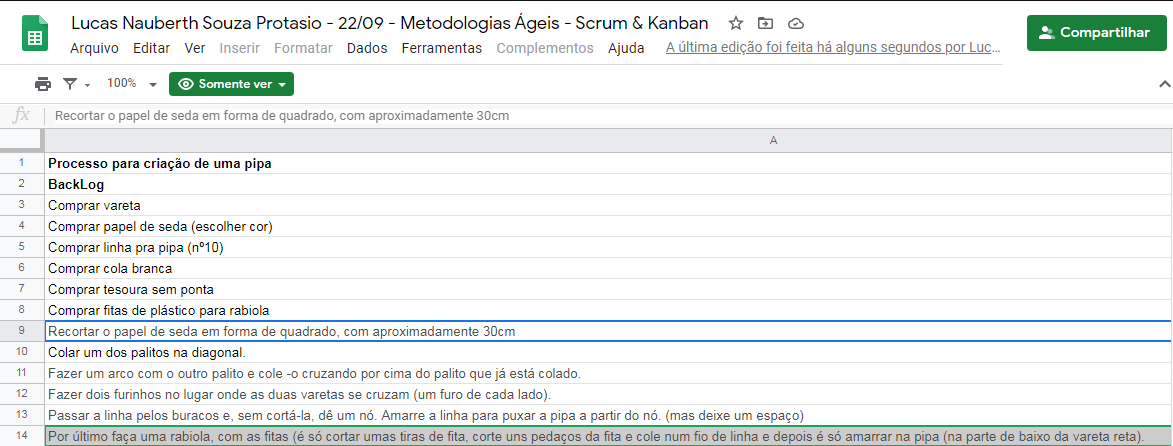 Lucas Nauberth Souza Protasio - 22/09 - Metodologias Ágeis - Scrum & Kanban
Compartilhar
Arquivo Editar Ver Inserir Formatar Dados Ferramentas Complementos Ajuda A última edição foi feita há alguns segundos por Luc...
100% Somente ver
fx Recortar o papel de seda em forma de quadrado, com aproximadamente 30cm
A
1 Processo para criação de uma pipa
2 BackLog
3 Comprar vareta
4 Comprar papel de seda (escolher cor)
5 Comprar linha pra pipa (nº10)
6 Comprar cola branca
7 Comprar tesoura sem ponta
8 Comprar fitas de plástico para rabiola
9 Recortar o papel de seda em forma de quadrado, com aproximadamente 30cm
10 Colar um dos palitos na diagonal.
11 Fazer um arco com o outro palito e cole -o cruzando por cima do palito que já está colado.
12 Fazer dois furinhos no lugar onde as duas varetas se cruzam (um furo de cada lado).
13 Passar a linha pelos buracos e, sem cortá-la, dê um nó. Amarre a linha para puxar a pipa a partir do nó. (mas deixe um espaço)
14 Por último faça uma rabiola, com as fitas (é só cortar umas tiras de fita, corte uns pedaços da fita e cole num fio de linha e depois é só amarrar na pipa (na parte de baixo da vareta reta).